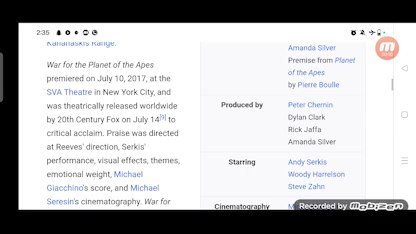 2:35
Kananaskis Range.
War for the Planet of the Apes
premiered on July 10, 2017, at the
SVA Theatre in New York City, and
was theatrically released worldwide
by 20th Century Fox on July 14[9] to
critical acclaim. Praise was directed
at Reeves' direction, Serkis'
performance, visual effects, themes,
emotional weight, Michael
Giacchino's score, and Michael
Seresin's cinematography. War for
Amanda Silver
Premise from Planet
of the Apes
by Pierre Boulle
Produced by
Peter Chernin
Dylan Clark
Rick Jaffa
Amanda Silver
Starring
Andy Serkis
Woody Harrelson
Steve Zahn
Cinematography
Recorded by Mobizen